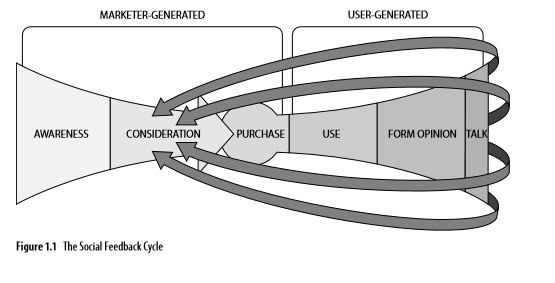 MARKETER-GENERATED
USER-GENERATED
AWARENESS
CONSIDERATION
PURCHASE
USE
FORM OPINION
TALK
Figure 1.1 The Social Feedback Cycle